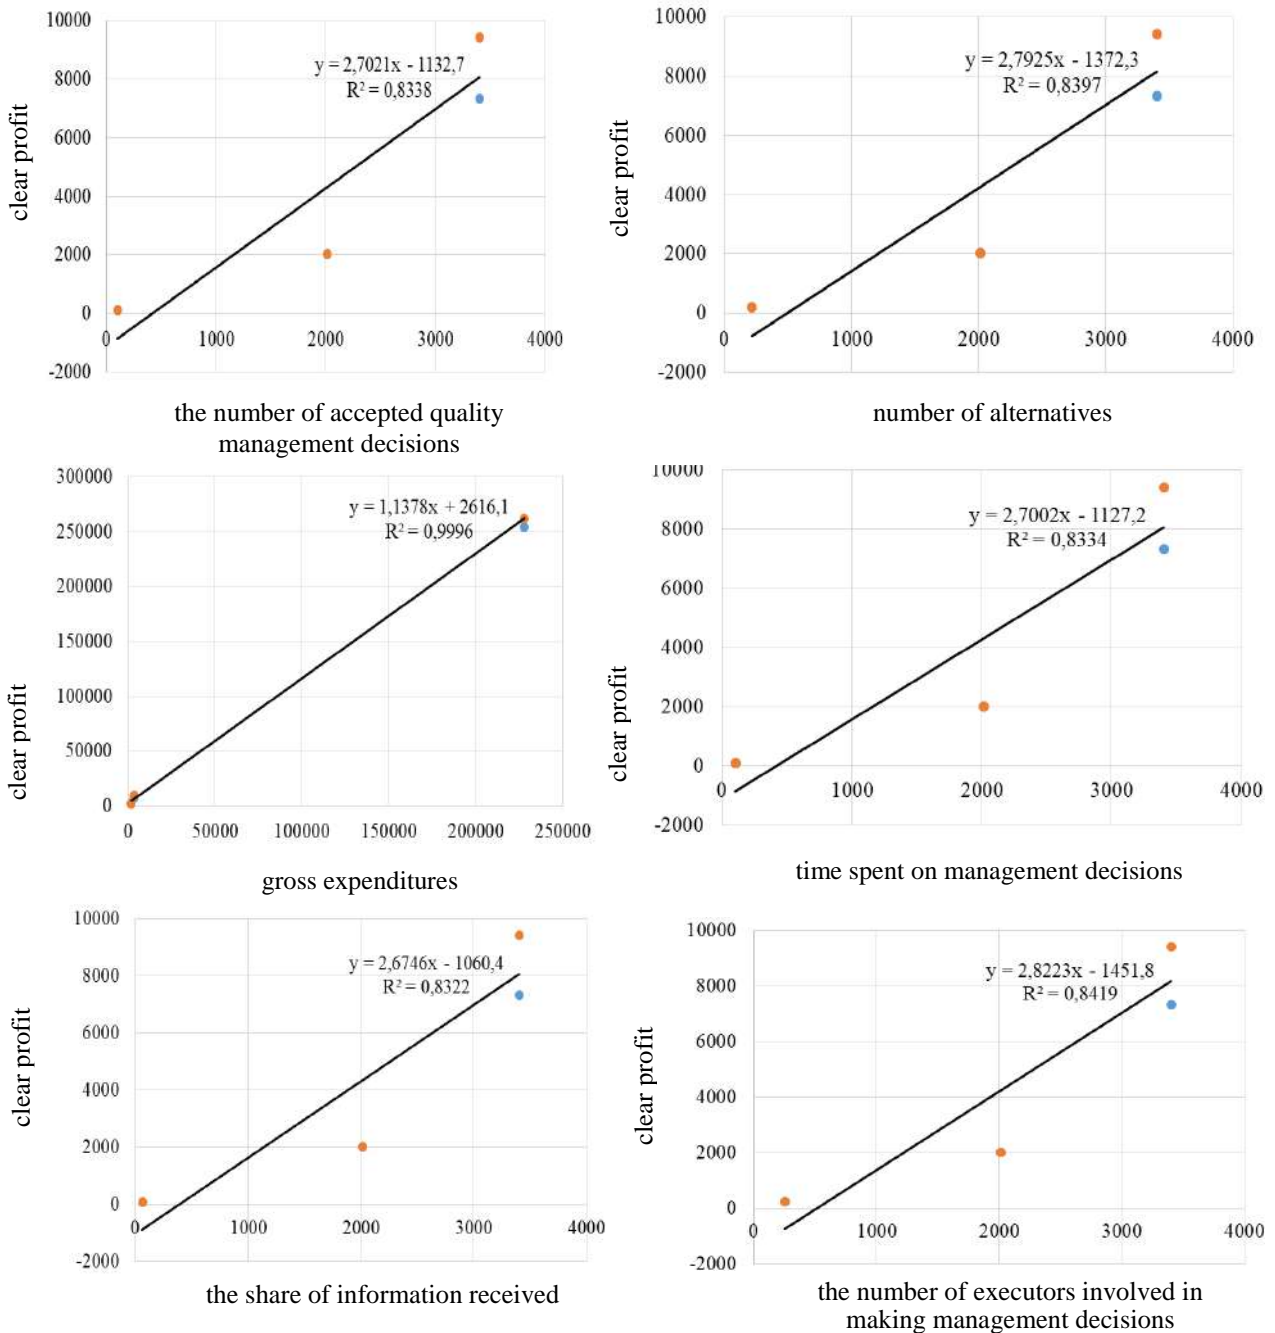 10000
8000
6000
4000
2000
0
-2000
0
1000
2000
3000
4000
y = 2,7021x - 1132,7
R² = 0,8338
clear profit
the number of accepted quality
management decisions
10000
8000
6000
4000
2000
0
-2000
0
1000
2000
3000
4000
y = 2,7925x - 1372,3
R² = 0,8397
clear profit
number of alternatives
300000
250000
200000
150000
100000
50000
0
0
50000
100000
150000
200000
250000
y = 1,1378x + 2616,1
R² = 0,9996
clear profit
gross expenditures
10000
8000
6000
4000
2000
0
-2000
0
1000
2000
3000
4000
y = 2,7002x - 1127,2
R² = 0,8334
clear profit
time spent on management decisions
10000
8000
6000
4000
2000
0
-2000
0
1000
2000
3000
4000
y = 2,6746x - 1060,4
R² = 0,8322
clear profit
the share of information received
10000
8000
6000
4000
2000
0
-2000
0
1000
2000
3000
4000
y = 2,8223x - 1451,8
R² = 0,8419
clear profit
the number of executors involved in
making management decisions